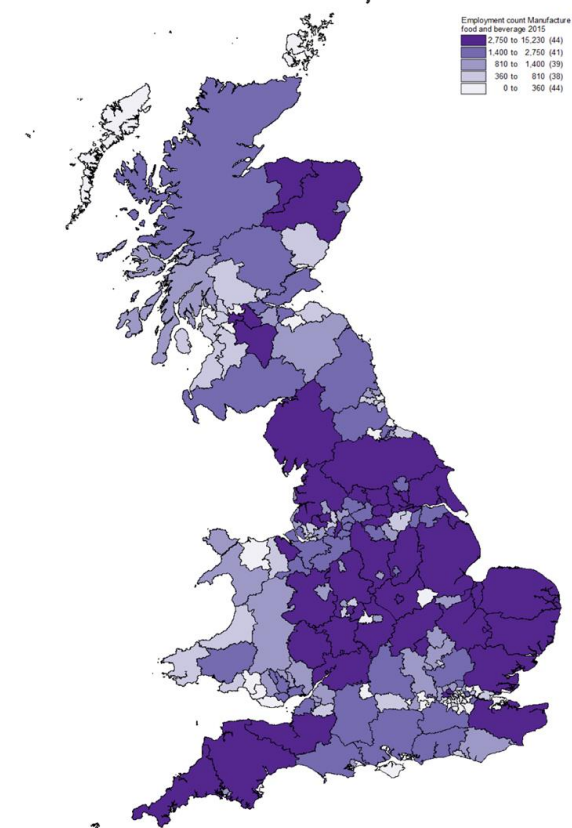 Employment count Manufacture
food and beverage 2015
2,750 to 15,230 (44)
1,400 to 2,750 (41)
810 to 1,400 (39)
360 to 810 (38)
0 to 360 (44)